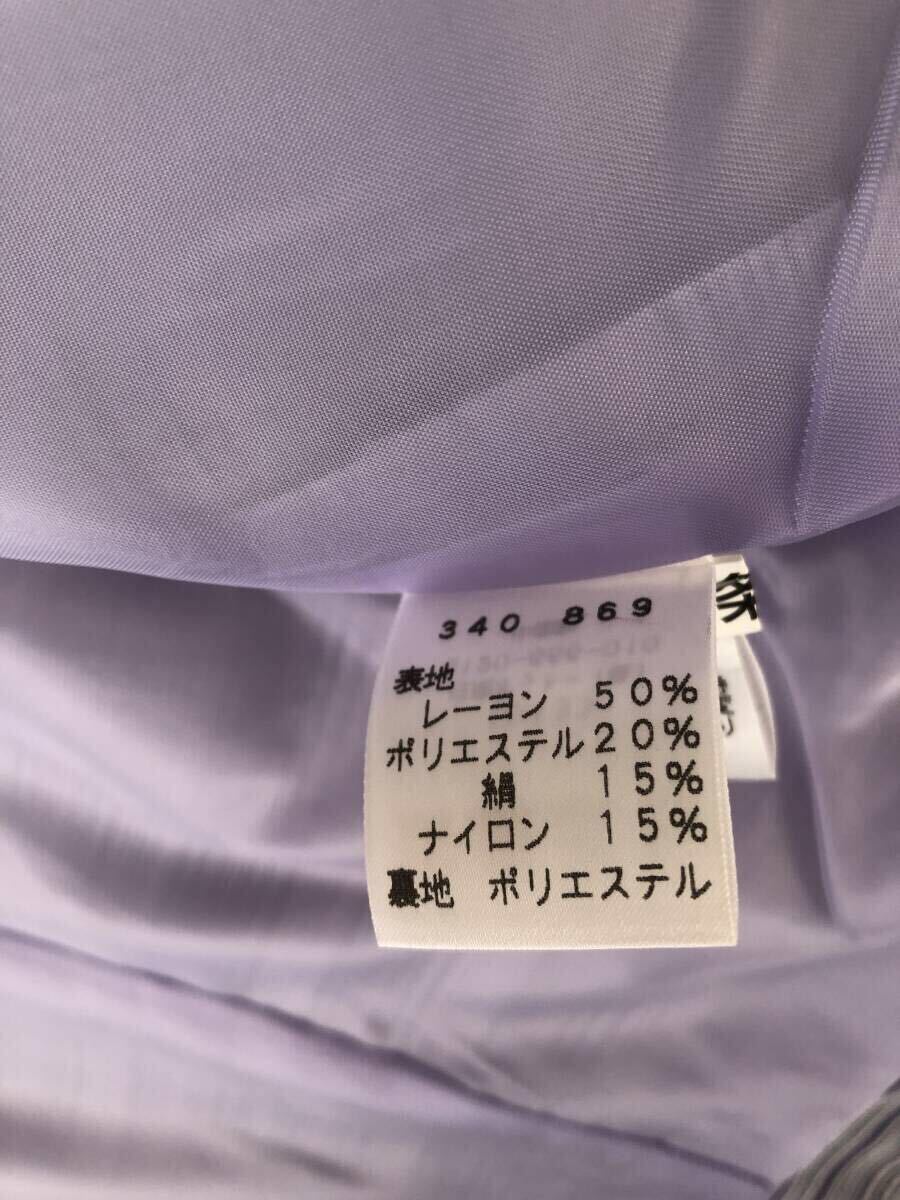 340 869
表地
レーヨン 50%
ポリエステル20%
絹 15%
ナイロン 15%
裏地 ポリエステル
条